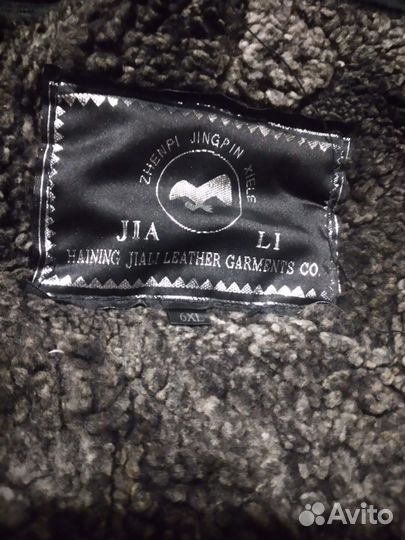 ZHENPI JINGPIN XIELE
JIA LI
HAINING JIALI LEATHER GARMENTS CO.
6XL
Avito